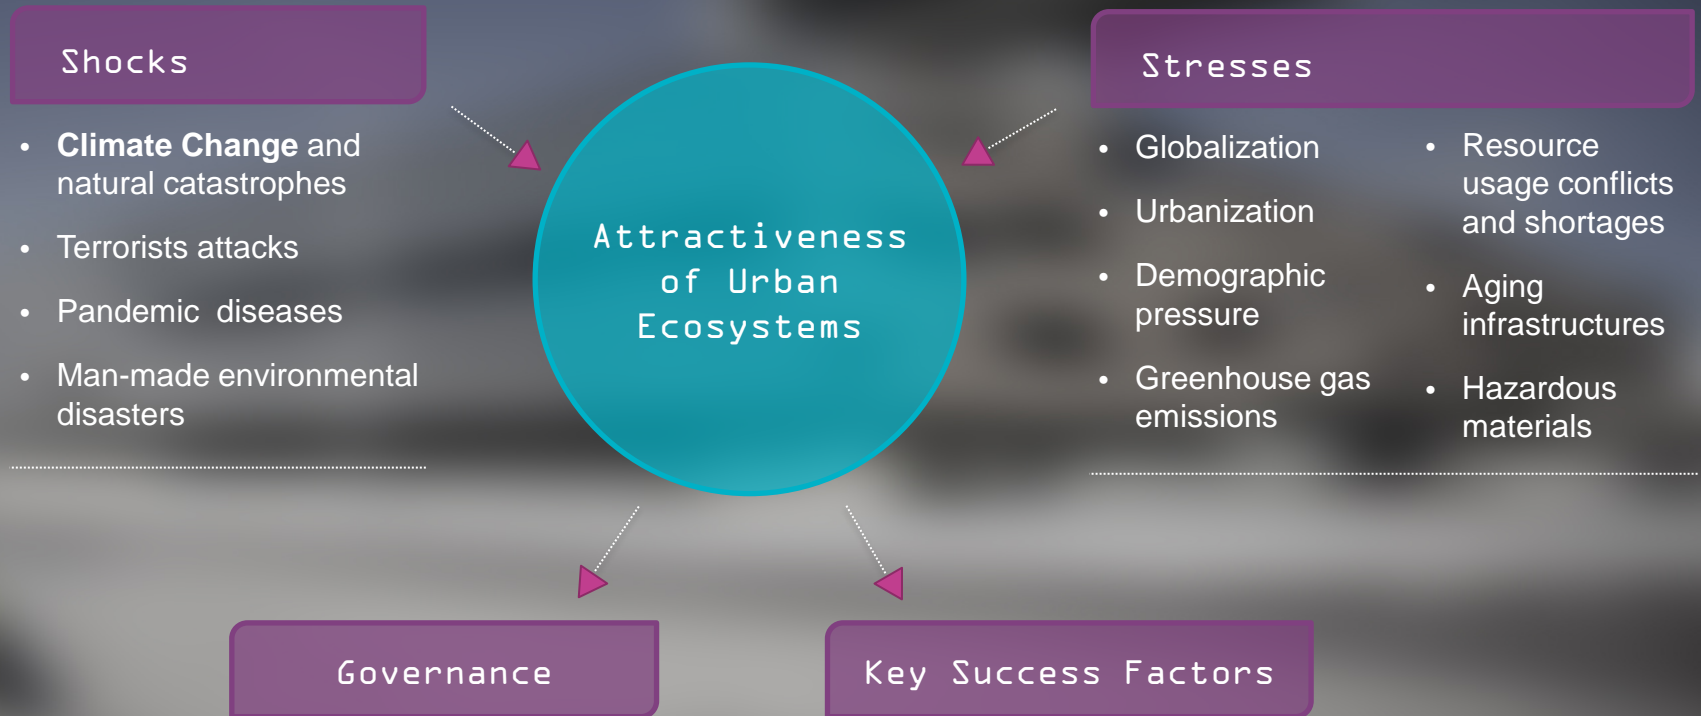 Shocks
• Climate Change and
natural catastrophes
• Terrorists attacks
• Pandemic  diseases
• Man-made environmental
disasters
Attractiveness
of Urban
Ecosystems
Stresses
• Globalization
• Urbanization
• Demographic
pressure
• Greenhouse gas
emissions
• Resource
usage conflicts
and shortages
• Aging
infrastructures
• Hazardous
materials
Governance
Key Success Factors